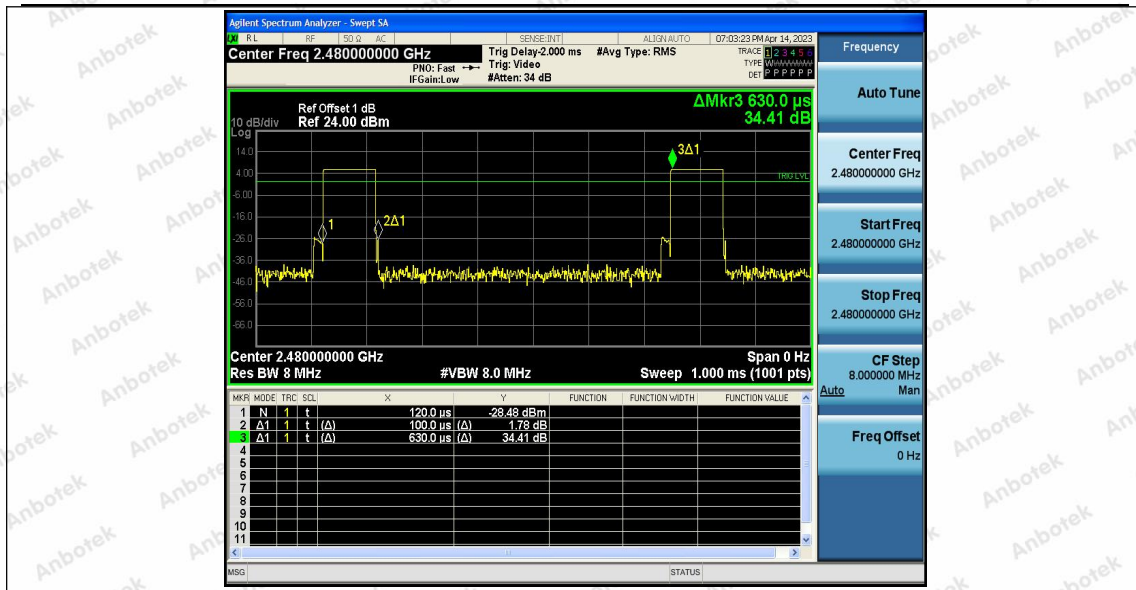 Agilent Spectrum Analyzer - Swept SA
RL RF 50 Ω AC SENSE:INT ALIGN AUTO 07:03:23 PM Apr 14, 2023
Center Freq 2.480000000 GHz
Trig Delay-2.000 ms #Avg Type: RMS
TRACE 1 2 3 4 5 6
PNO: Fast
Trig: Video
TYPE
IFGain:Low
#Atten: 34 dB
DET P P P P P P
Frequency
Auto Tune
Center Freq
2.480000000 GHz
Start Freq
2.480000000 GHz
Stop Freq
2.480000000 GHz
CF Step
8.000000 MHz
Auto Man
Freq Offset
0 Hz
ΔMkr3 630.0 µs
34.41 dB
Ref Offset 1 dB
10 dB/div Ref 24.00 dBm
Log
14.0
4.00
-6.00
-16.0
-26.0
-36.0
-46.0
-56.0
-66.0
1
2Δ1
3Δ1
TRIG LVL
Center 2.480000000 GHz Span 0 Hz
Res BW 8 MHz #VBW 8.0 MHz Sweep 1.000 ms (1001 pts)
MKR MODE TRC SCL X Y FUNCTION FUNCTION WIDTH FUNCTION VALUE
1 N 1 t 120.0 µs -28.48 dBm
2 Δ1 1 t (Δ) 100.0 µs (Δ) 1.78 dB
3 Δ1 1 t (Δ) 630.0 µs (Δ) 34.41 dB
4
5
6
7
8
9
10
11
MSG STATUS
Anbotek